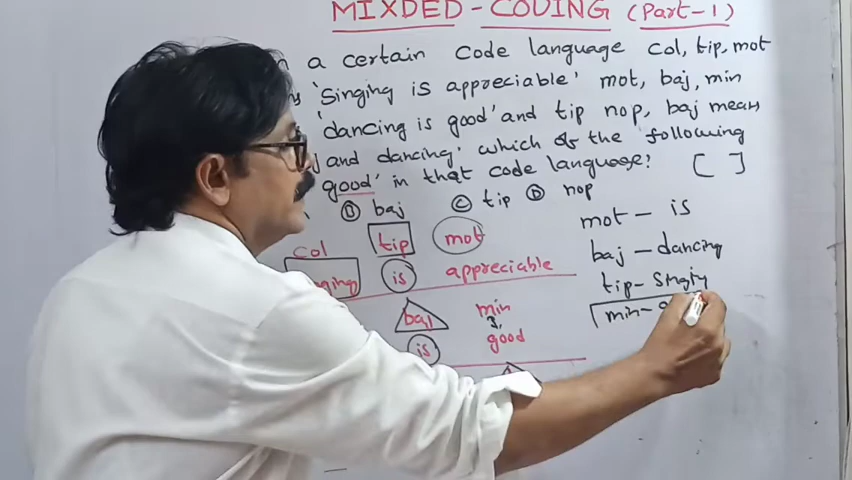 MIXDED - CODING (Part-1)
a certain code language col, tip, mot
'Singing is appreciable' mot, baj, min
'dancing is good' and tip nop, baj means
and dancing' which of the following
good' in that code language? [ ]
Ⓑ baj Ⓒ tip Ⓓ nop
col tip mot
is appreciable
baj min
is good
mot - is
baj - dancing
tip - Singing
min -